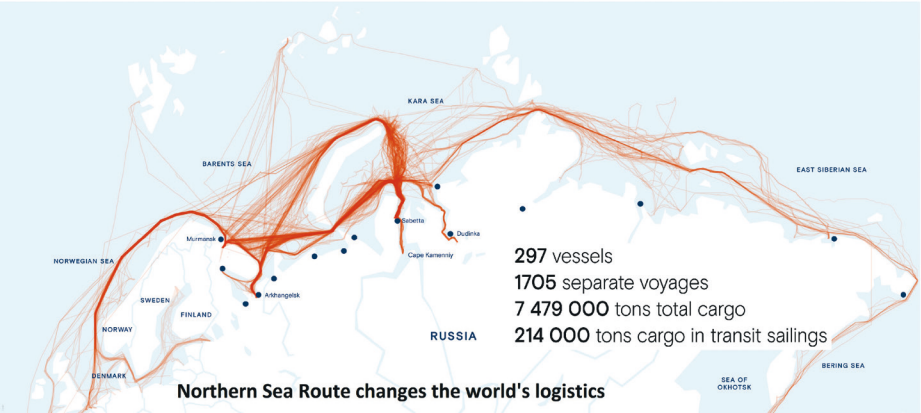 KARA SEA
BARENTS SEA
EAST SIBERIAN SEA
Sabetta
Dudinka
Murmansk
Cape Kamenniy
NORWEGIAN SEA
Arkhangelsk
SWEDEN
FINLAND
NORWAY
RUSSIA
DENMARK
297 vessels
1705 separate voyages
7 479 000 tons total cargo
214 000 tons cargo in transit sailings
BERING SEA
SEA OF
OKHOTSK
Northern Sea Route changes the world's logistics